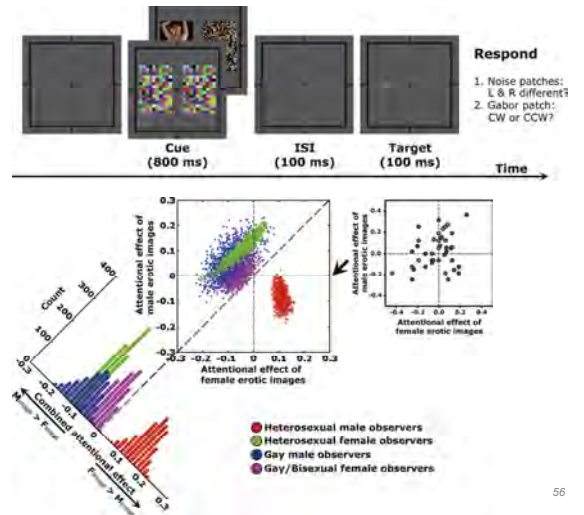 Respond
1. Noise patches:
L & R different?
2. Gabor patch:
CW or CCW?
Cue
(800 ms)
ISI
(100 ms)
Target
(100 ms)
Time
0.3
0.2
0.1
0
-0.1
-0.2
-0.3
-0.3 -0.2 -0.1 0 0.1 0.2 0.3
Attentional effect of
male erotic images
Attentional effect of
female erotic images
0.4
0.2
0.0
-0.2
-0.4
-0.4 -0.2 0.0 0.2 0.4
Attentional effect of
male erotic images
Attentional effect of
female erotic images
Count
400
300
200
100
0
-0.3 -0.2 -0.1 0 0.1 0.2 0.3
Combined attentional effect
Heterosexual male observers
Heterosexual female observers
Gay male observers
Gay/Bisexual female observers
56